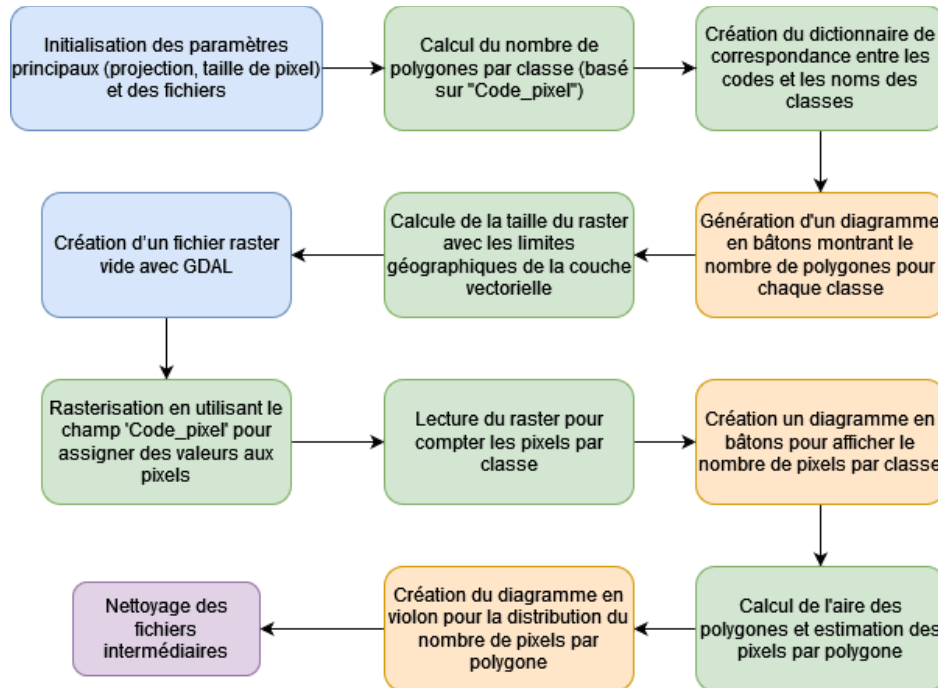 Initialisation des paramètres
principaux (projection, taille de pixel)
et des fichiers
Calcul du nombre de
polygones par classe (basé
sur "Code_pixel")
Création du dictionnaire de
correspondance entre les
codes et les noms des
classes
Génération d'un diagramme
en bâtons montrant le
nombre de polygones pour
chaque classe
Calcule de la taille du raster
avec les limites
géographiques de la couche
vectorielle
Création d'un fichier raster
vide avec GDAL
Rasterisation en utilisant le
champ 'Code_pixel' pour
assigner des valeurs aux
pixels
Lecture du raster pour
compter les pixels par
classe
Création un diagramme en
bâtons pour afficher le
nombre de pixels par classe
Calcul de l'aire des
polygones et estimation des
pixels par polygone
Création du diagramme en
violon pour la distribution du
nombre de pixels par
polygone
Nettoyage des
fichiers
intermédiaires